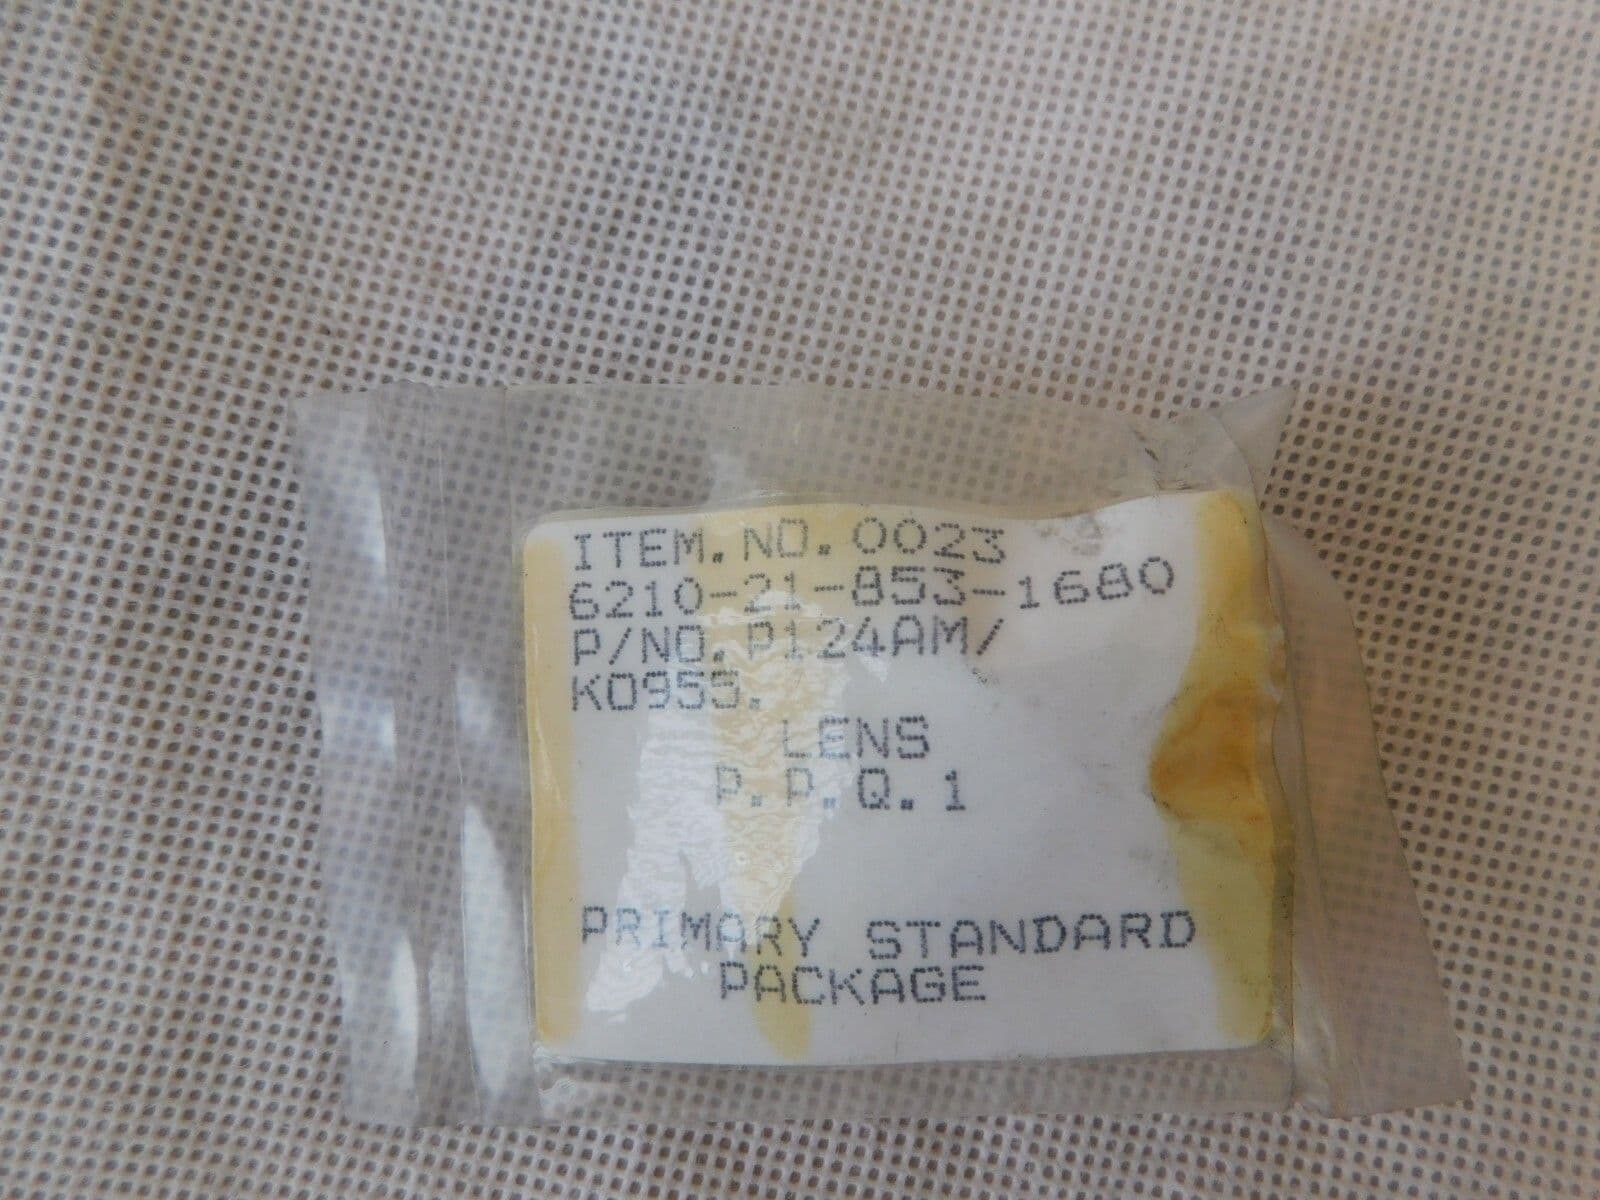 ITEM.NO.0023
6210-21-853-1680
P/NO.P124AM/
K0955.
LENS
P.P.Q.1
PRIMARY STANDARD
PACKAGE